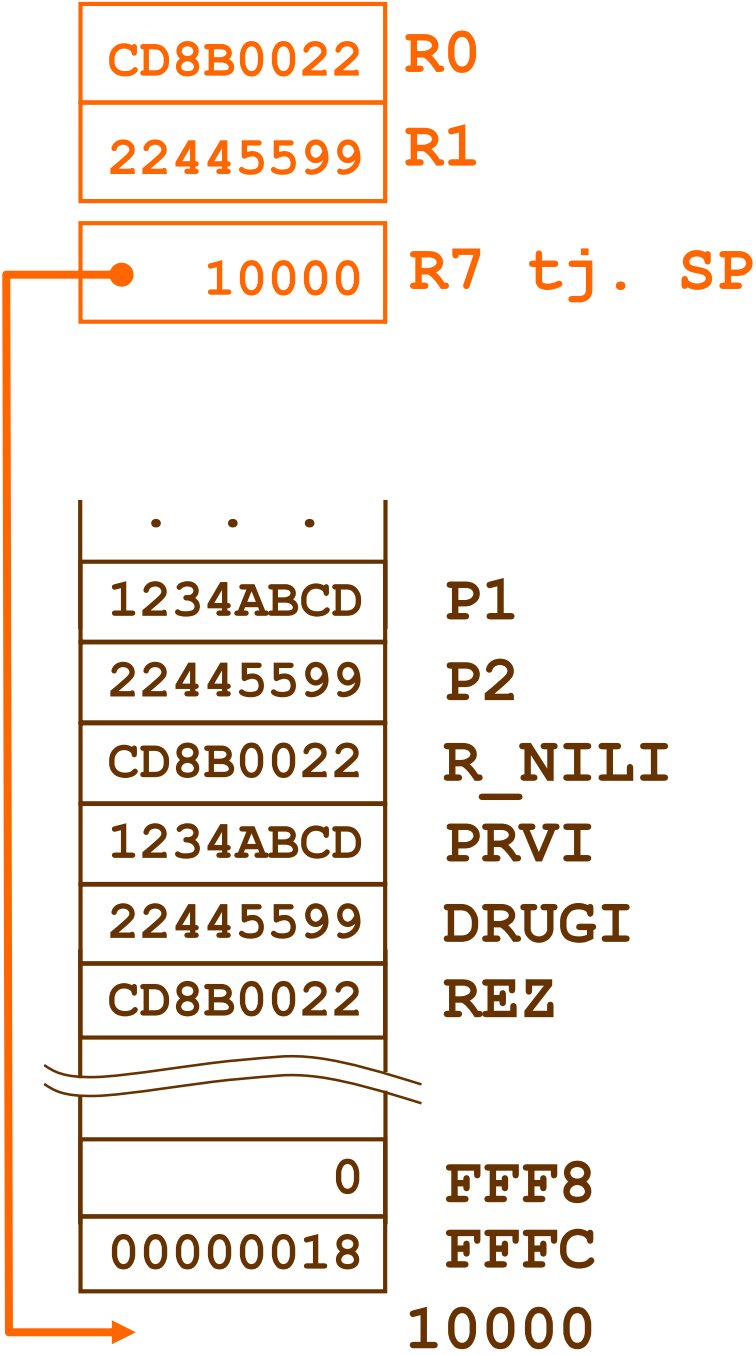 CD8B0022 R0
22445599 R1
10000 R7 tj. SP
. . .
1234ABCD P1
22445599 P2
CD8B0022 R_NILI
1234ABCD PRVI
22445599 DRUGI
CD8B0022 REZ
0 FFF8
00000018 FFFC
10000